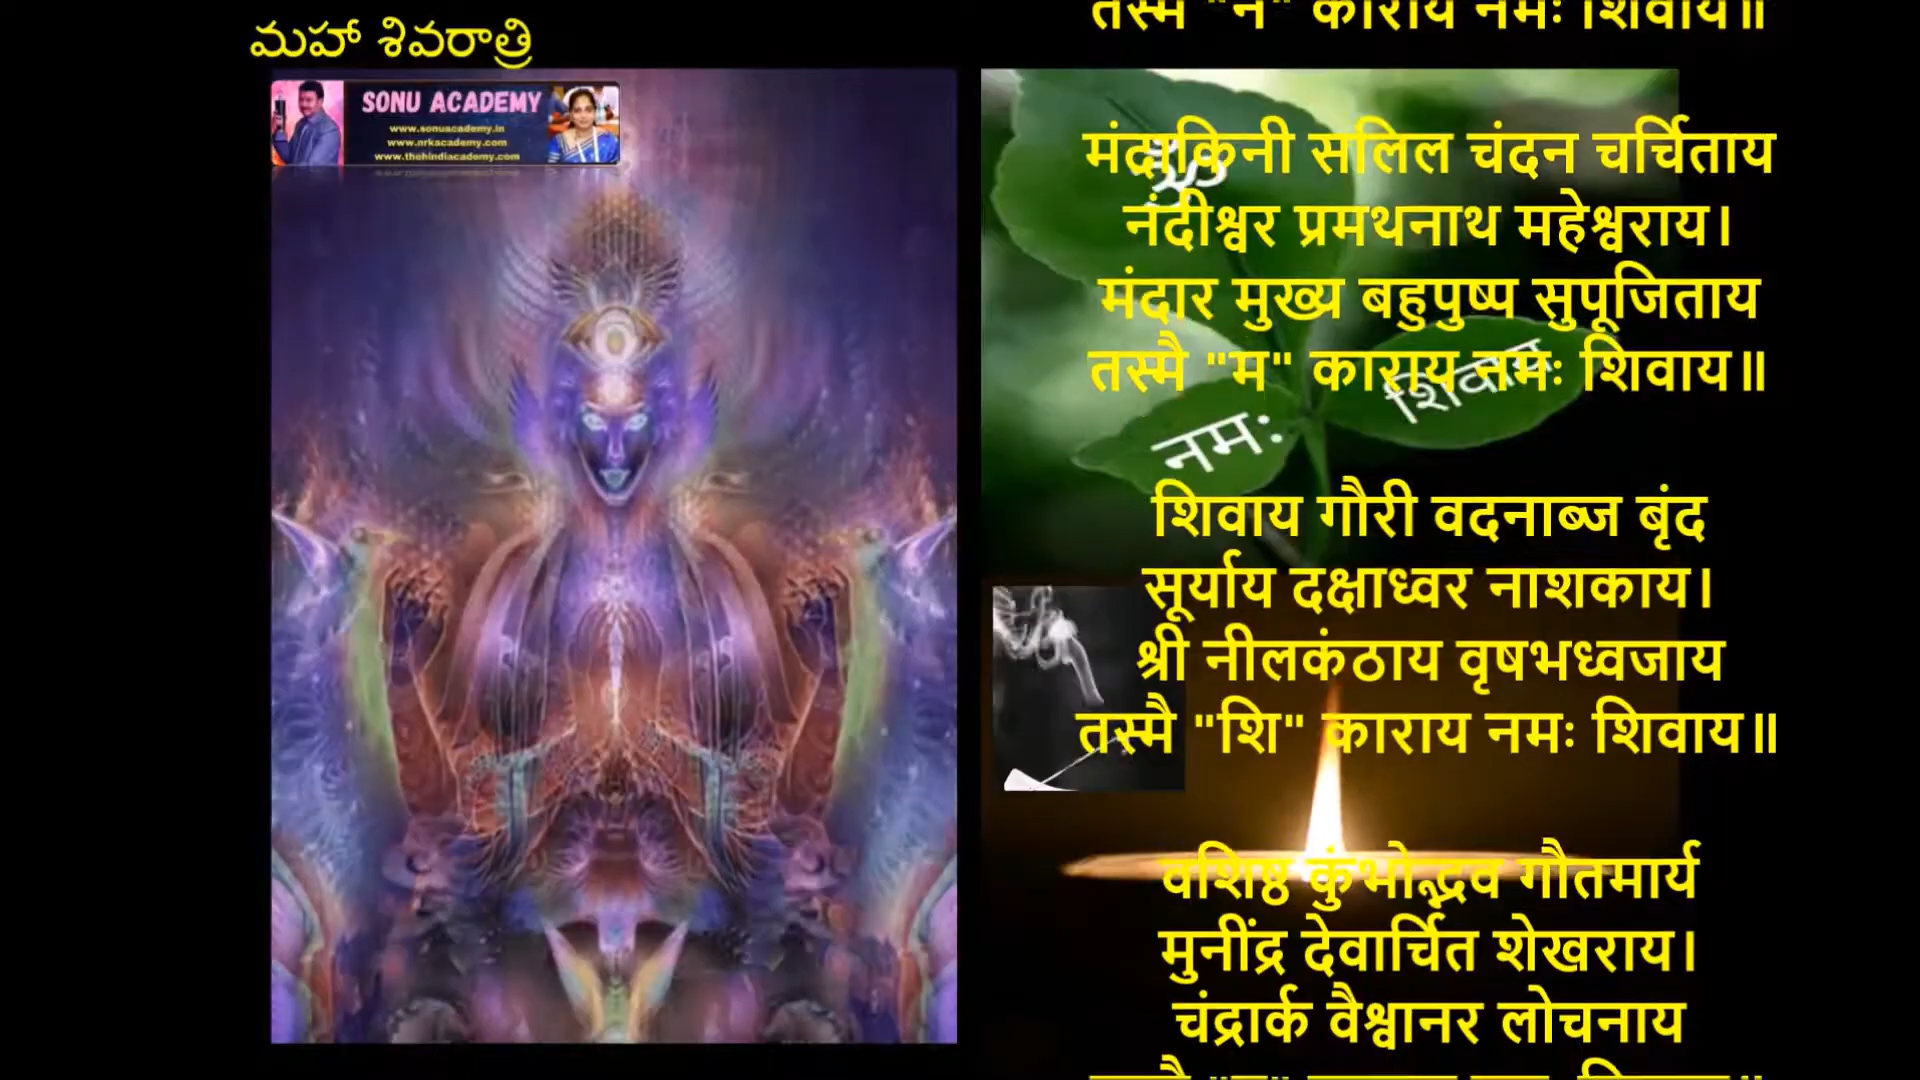 మహా శివరాత్రి
SONU ACADEMY
www.sonuacademy.in
www.nrkacademy.com
www.thehindiacademy.com
तस्मै "न" काराय नमः शिवाय॥
मंदाकिनी सलिल चंदन चर्चिताय
नंदीश्वर प्रमथनाथ महेश्वराय।
मंदार मुख्य बहुपुष्प सुपूजिताय
तस्मै "म" काराय नमः शिवाय॥
ॐ
नमः शिवाय
शिवाय गौरी वदनाब्ज बृंद
सूर्याय दक्षाध्वर नाशकाय।
श्री नीलकंठाय वृषभध्वजाय
तस्मै "शि" काराय नमः शिवाय॥
वशिष्ठ कुंभोद्भव गौतमार्य
मुनींद्र देवार्चित शेखराय।
चंद्रार्क वैश्वानर लोचनाय